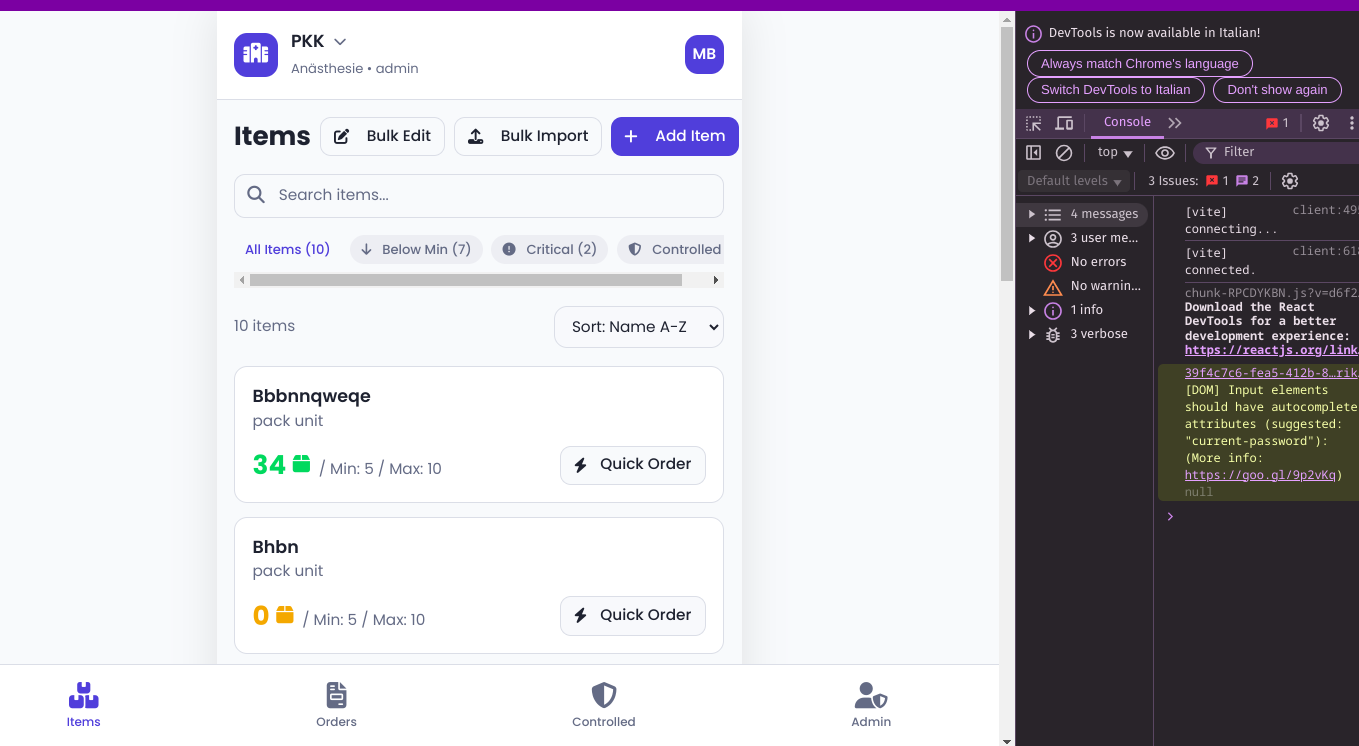 PKK
Anästhesie • admin
MB
Items
Bulk Edit
Bulk Import
Add Item
Search items...
All Items (10)
Below Min (7)
Critical (2)
Controlled
10 items
Sort: Name A-Z
Bbbnnqweqe
pack unit
34 / Min: 5 / Max: 10
Quick Order
Bhbn
pack unit
0 / Min: 5 / Max: 10
Quick Order
Items
Orders
Controlled
Admin
DevTools is now available in Italian!
Always match Chrome's language
Switch DevTools to Italian
Don't show again
Console
1
top
Filter
Default levels
3 Issues: 1 2
4 messages
3 user me...
No errors
No warnin...
1 info
3 verbose
[vite] client:495
connecting...
[vite] client:618
connected.
chunk-RPCDYKBN.js?v=d6f2
Download the React
DevTools for a better
development experience:
https://reactjs.org/link
39f4c7c6-fea5-412b-8…rik
[DOM] Input elements
should have autocomplete
attributes (suggested:
"current-password"):
(More info:
https://goo.gl/9p2vKq)
null